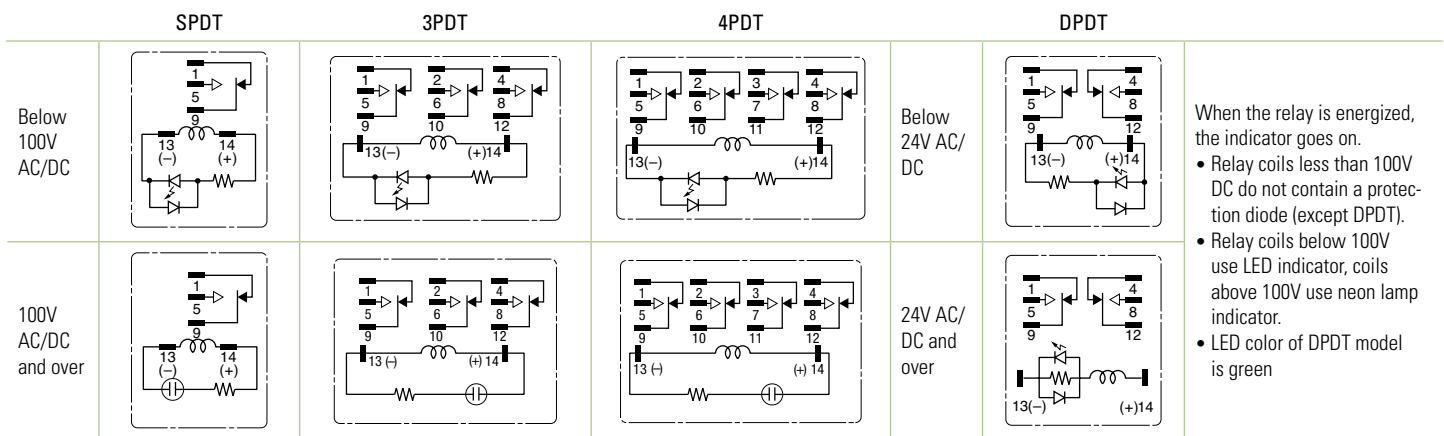 SPDT 3PDT 4PDT DPDT
Below
100V
AC/DC
1
5
9
13 14
(–) (+)
1 2 4
5 6 8
9 10 12
13(–) (+)14
1 2 3 4
5 6 7 8
9 10 11 12
13(–) (+)14
Below
24V AC/
DC
1 4
5 8
9 12
13(–) (+)14
100V
AC/DC
and over
1
5
9
13 14
(–) (+)
1 2 4
5 6 8
9 10 12
13 (–) (+) 14
1 2 3 4
5 6 7 8
9 10 11 12
13 (–) (+) 14
24V AC/
DC and
over
1 4
5 8
9 12
13(–) (+)14
When the relay is energized,
the indicator goes on.
• Relay coils less than 100V
DC do not contain a protec-
tion diode (except DPDT).
• Relay coils below 100V
use LED indicator, coils
above 100V use neon lamp
indicator.
• LED color of DPDT model
is green